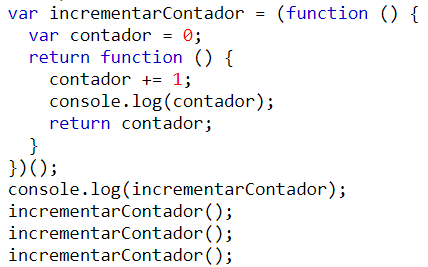 var incrementarContador = (function () {
  var contador = 0;
  return function () {
    contador += 1;
    console.log(contador);
    return contador;
  }
})();
console.log(incrementarContador);
incrementarContador();
incrementarContador();
incrementarContador();